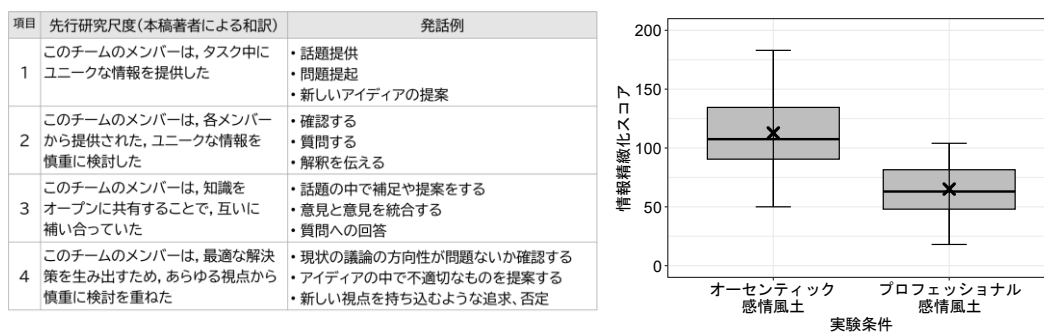 項目 先行研究尺度(本稿著者による和訳) 発話例
1
このチームのメンバーは, タスク中に
ユニークな情報を提供した
・話題提供
・問題提起
・新しいアイディアの提案
2
このチームのメンバーは, 各メンバー
から提供された, ユニークな情報を
慎重に検討した
・確認する
・質問する
・解釈を伝える
3
このチームのメンバーは, 知識を
オープンに共有することで, 互いに
補い合っていた
・話題の中で補足や提案をする
・意見と意見を統合する
・質問への回答
4
このチームのメンバーは, 最適な解決
策を生み出すため, あらゆる視点から
慎重に検討を重ねた
・現状の議論の方向性が問題ないか確認する
・アイディアの中で不適切なものを提案する
・新しい視点を持ち込むような追求、否定
情報精緻化スコア
200
150
100
50
0
オーセンティック
感情風土
プロフェッショナル
感情風土
実験条件